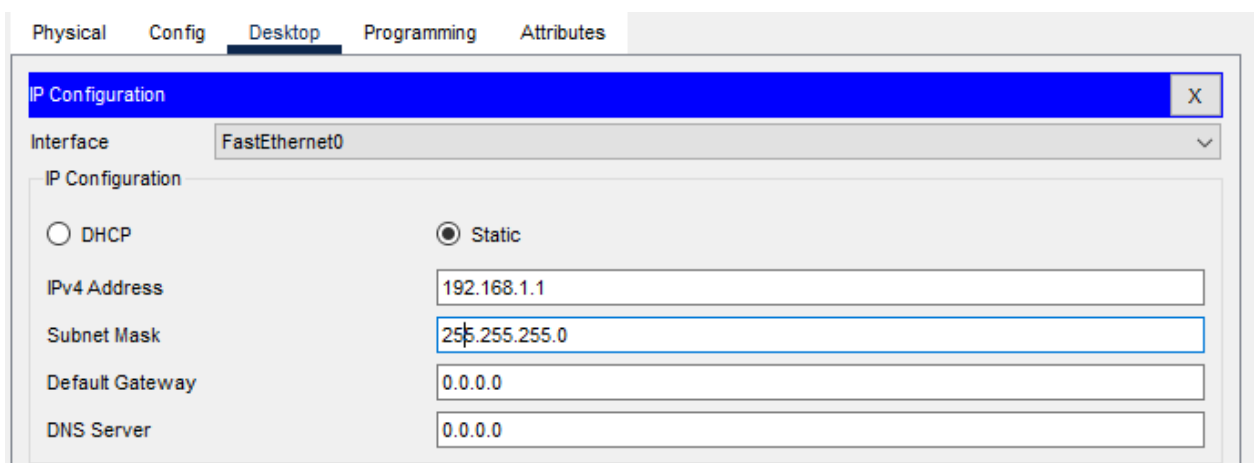 Physical Config Desktop Programming Attributes
IP Configuration X
Interface FastEthernet0
IP Configuration
DHCP Static
IPv4 Address 192.168.1.1
Subnet Mask 255.255.255.0
Default Gateway 0.0.0.0
DNS Server 0.0.0.0